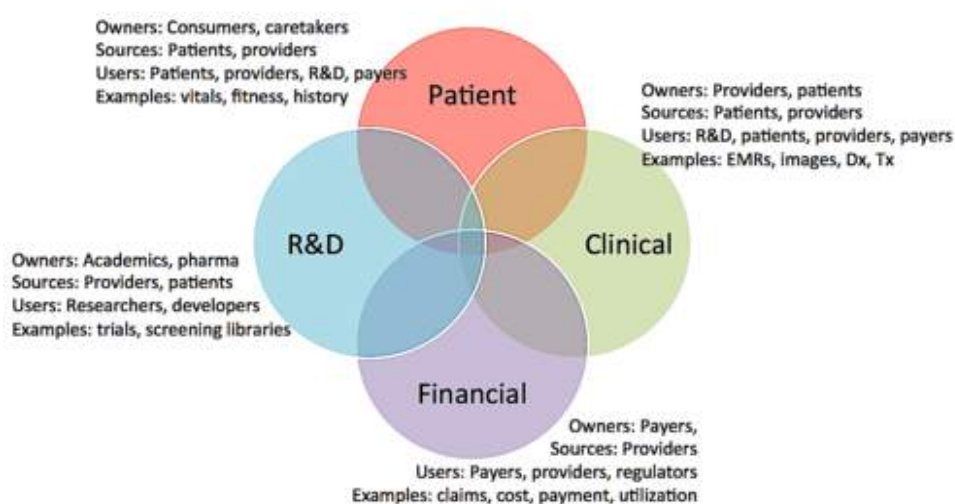 Owners: Consumers, caretakers
Sources: Patients, providers
Users: Patients, providers, R&D, payers
Examples: vitals, fitness, history
Patient
Owners: Providers, patients
Sources: Patients, providers
Users: R&D, patients, providers, payers
Examples: EMRs, images, Dx, Tx
R&D
Clinical
Owners: Academics, pharma
Sources: Providers, patients
Users: Researchers, developers
Examples: trials, screening libraries
Financial
Owners: Payers,
Sources: Providers
Users: Payers, providers, regulators
Examples: claims, cost, payment, utilization